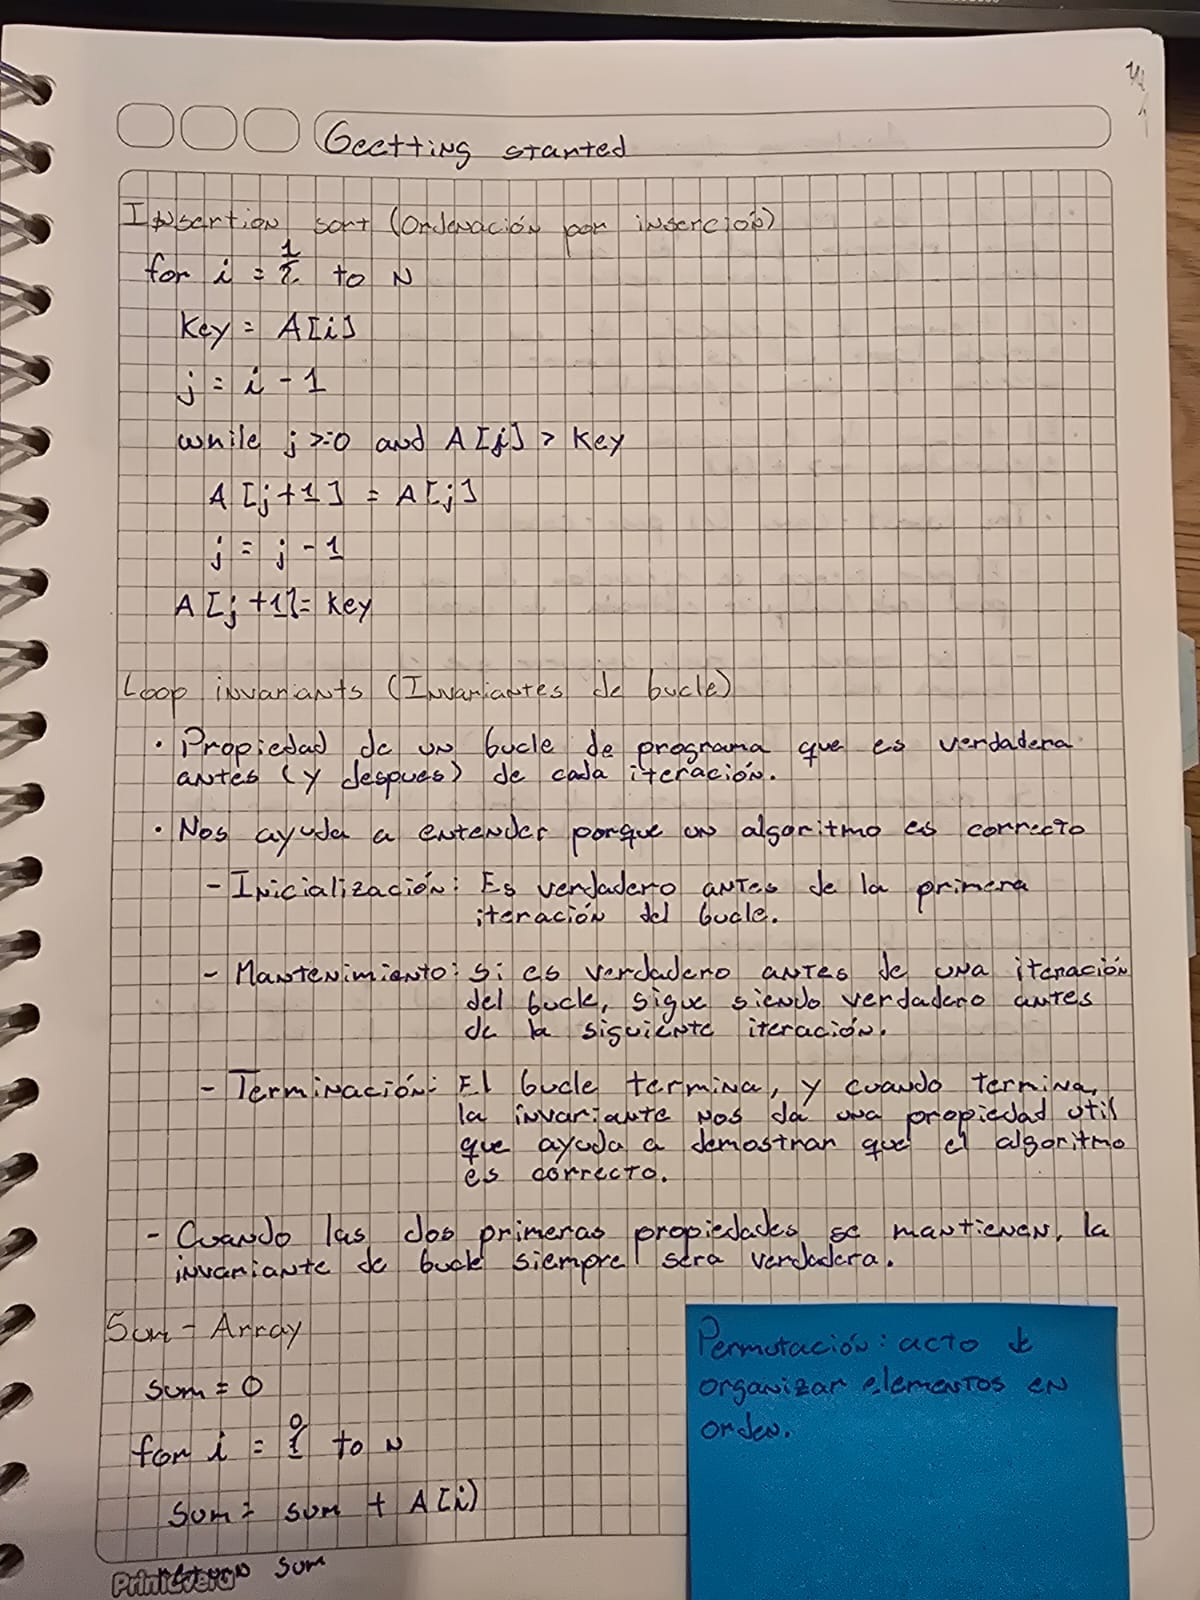 Geetting started
Insertion sort (Ordenación por inserción)
for i = 1 to N
Key = A[i]
j = i - 1
while j >=0 and A[j] > Key
A[j+1] = A[j]
j = j - 1
A[j+1]= Key
Loop invariants (Invariantes de bucle)
· Propiedad de un bucle de programa que es verdadera
antes (y despues) de cada iteración.
· Nos ayuda a entender porque un algoritmo es correcto
- Inicialización: Es verdadero antes de la primera
iteración del bucle.
- Mantenimiento: si es verdadero antes de una iteración
del bucle, sigue siendo verdadero antes
de la siguiente iteración.
- Terminación: El bucle termina, y cuando termina,
la invariante nos da una propiedad util
que ayuda a demostrar que el algoritmo
es correcto.
- Cuando las dos primeras propiedades se mantienen, la
invariante de bucle siempre sera verdadera.
Sum - Array
sum = 0
for i = 0 to N
sum = sum + A[i]
return sum
Primavera
Permutación: acto de
organizar elementos en
orden.